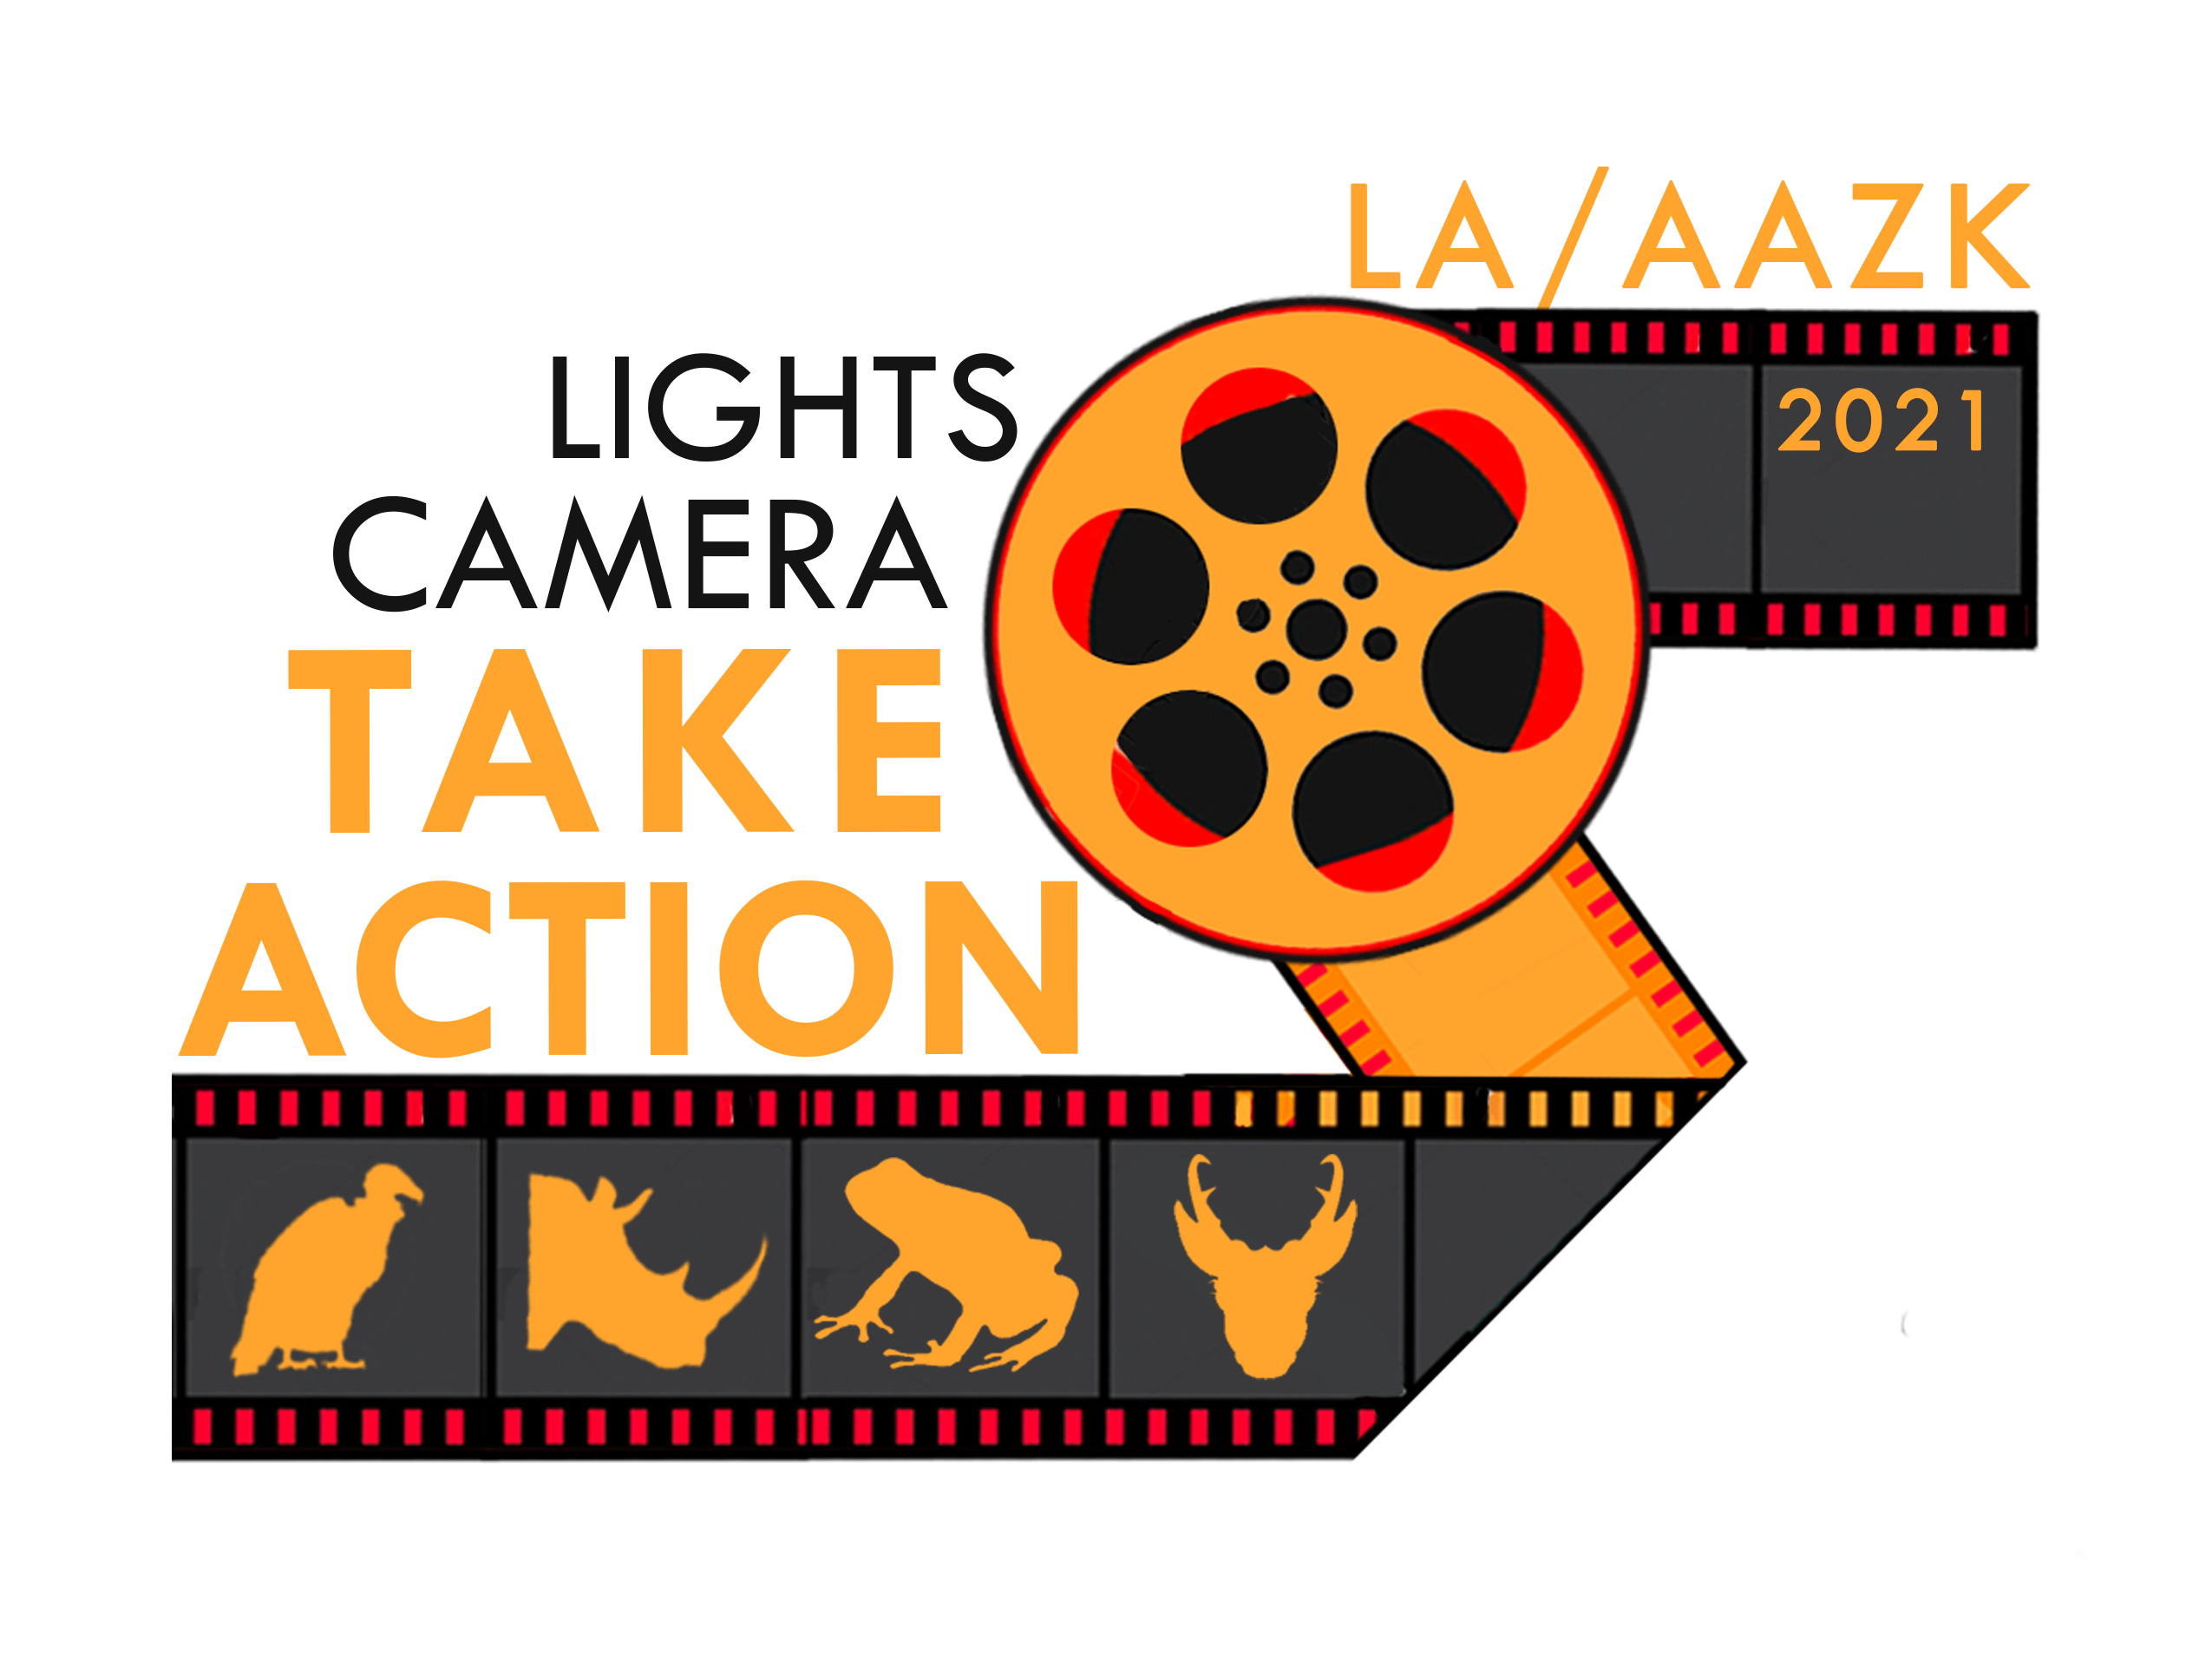 LA/AAZK
2021
LIGHTS
CAMERA
TAKE
ACTION